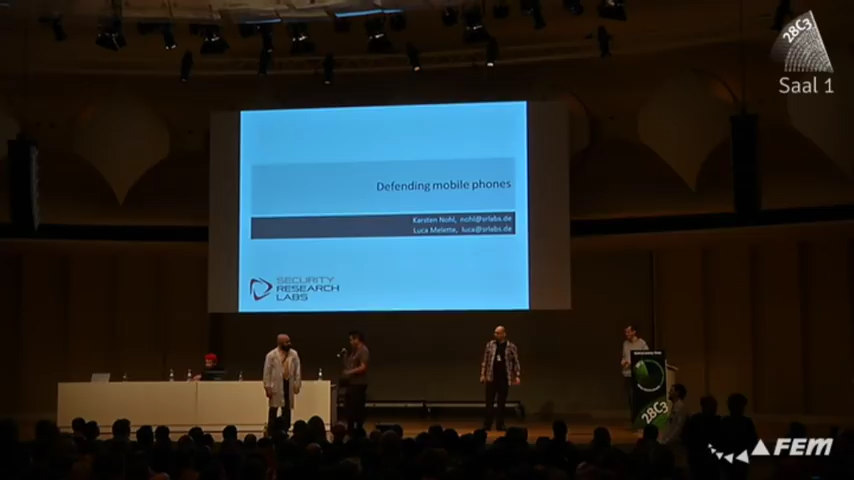 28C3
Saal 1
Defending mobile phones
Karsten Nohl, nohl@srlabs.de
Luca Melette, luca@srlabs.de
SECURITY
RESEARCH
LABS
28C3
FEM